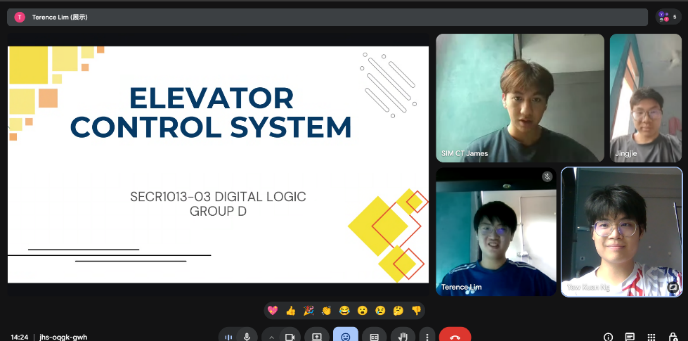 T Terence Lim (展示)
5
ELEVATOR
CONTROL SYSTEM
SECR1013-03 DIGITAL LOGIC
GROUP D
SIM CT James
Jingjie
Terence Lim
14:24 | jhs-oqgk-gwh